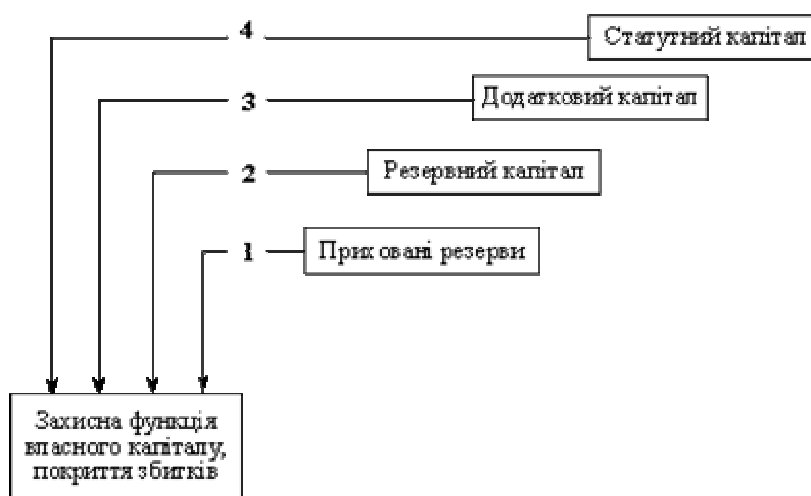 4 Статутний капітал
3 Додатковий капітал
2 Резервний капітал
1 Приховані резерви
Захисна функція
власного капіталу,
покриття збитків